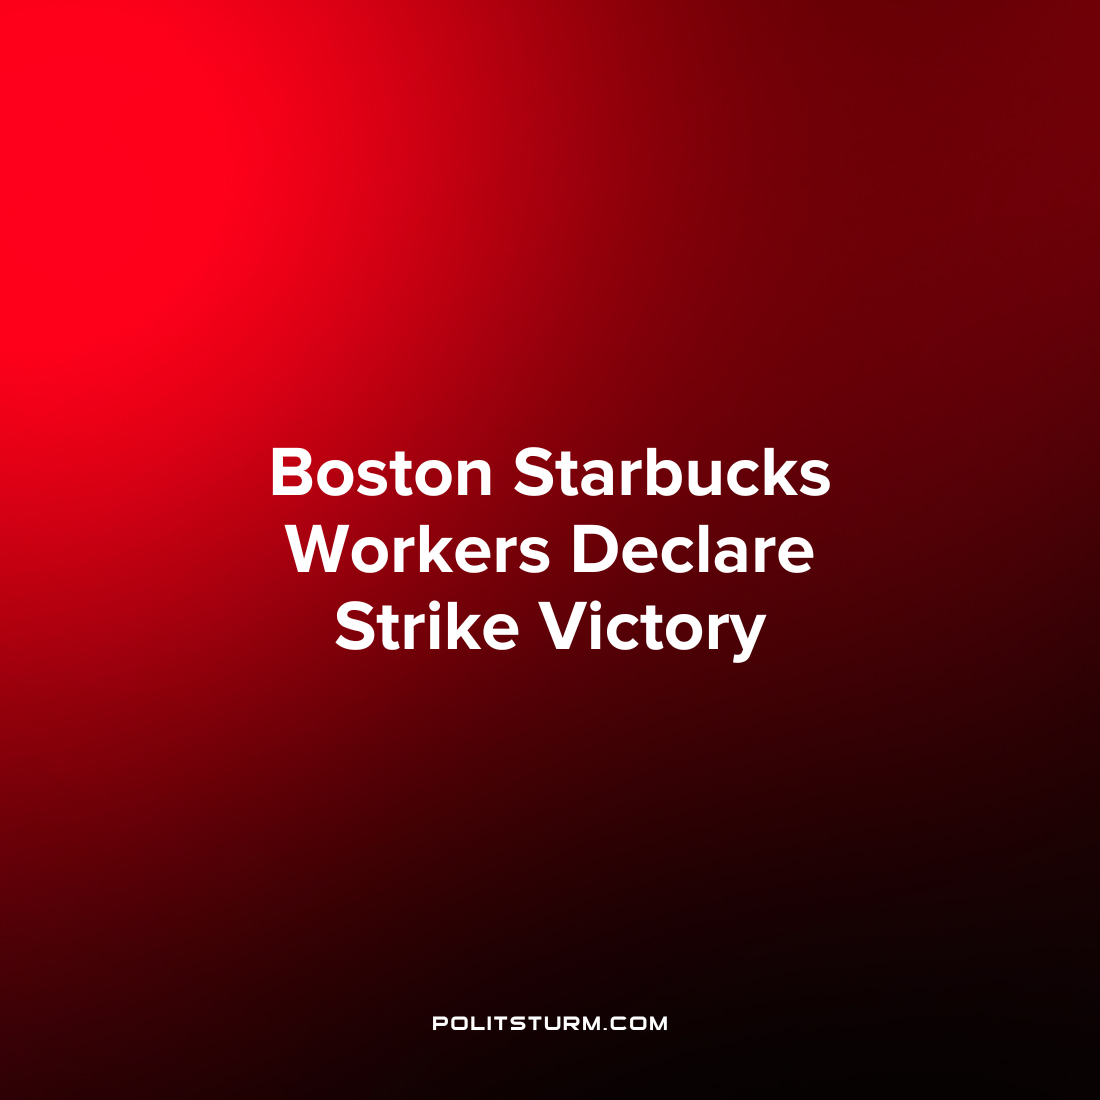 Boston Starbucks
Workers Declare
Strike Victory
POLITSTURM.COM